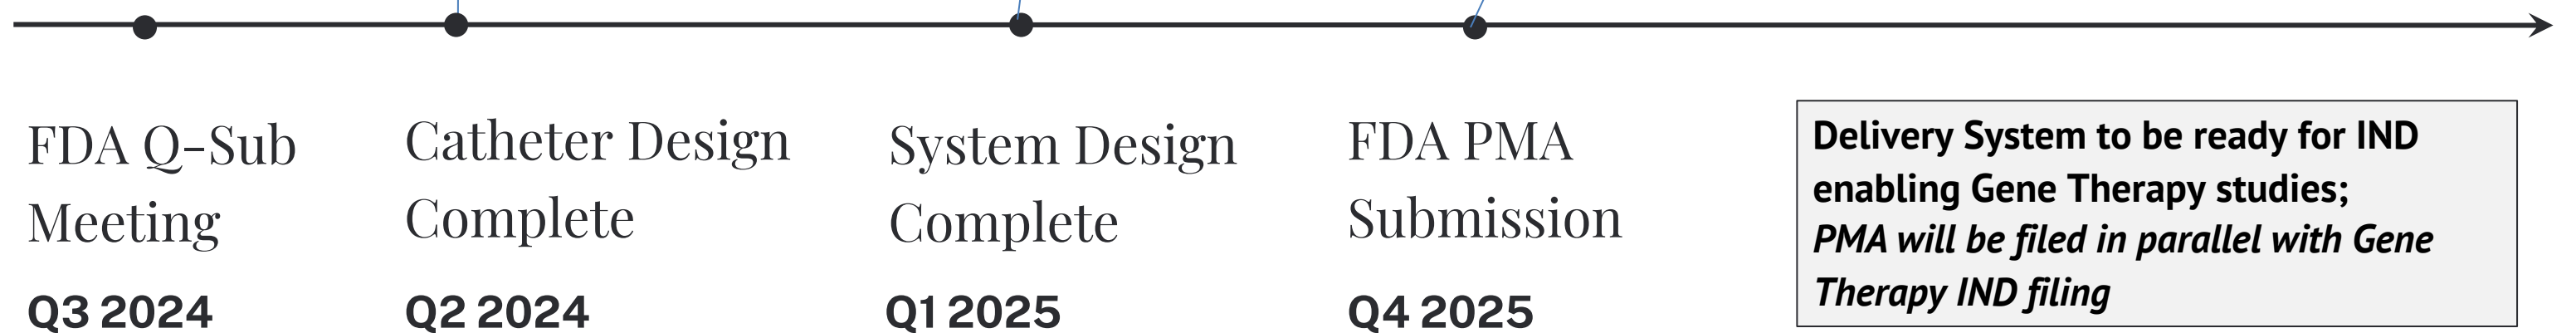 FDA Q-Sub
Meeting
Q3 2024
Catheter Design
Complete
Q2 2024
System Design
Complete
Q1 2025
FDA PMA
Submission
Q4 2025
Delivery System to be ready for IND
enabling Gene Therapy studies;
PMA will be filed in parallel with Gene
Therapy IND filing